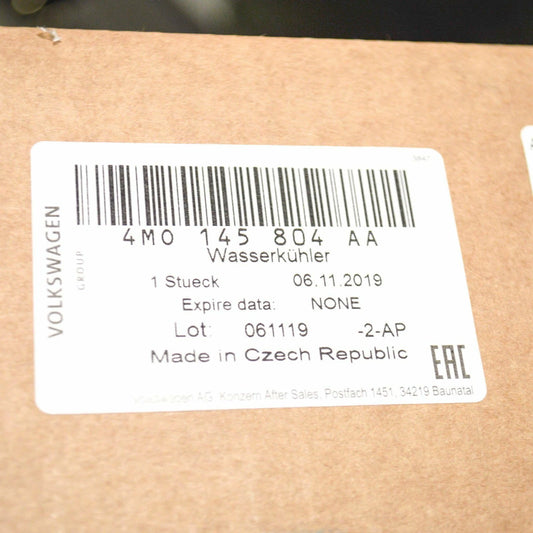 3847
VOLKSWAGEN
GROUP
4M0 145 804 AA
Wasserkühler
1 Stueck 06.11.2019
Expire data: NONE
Lot: 061119 -2-AP
Made in Czech Republic
EAC
Volkswagen AG, Konzern After Sales, Postfach 1451, 34219 Baunatal